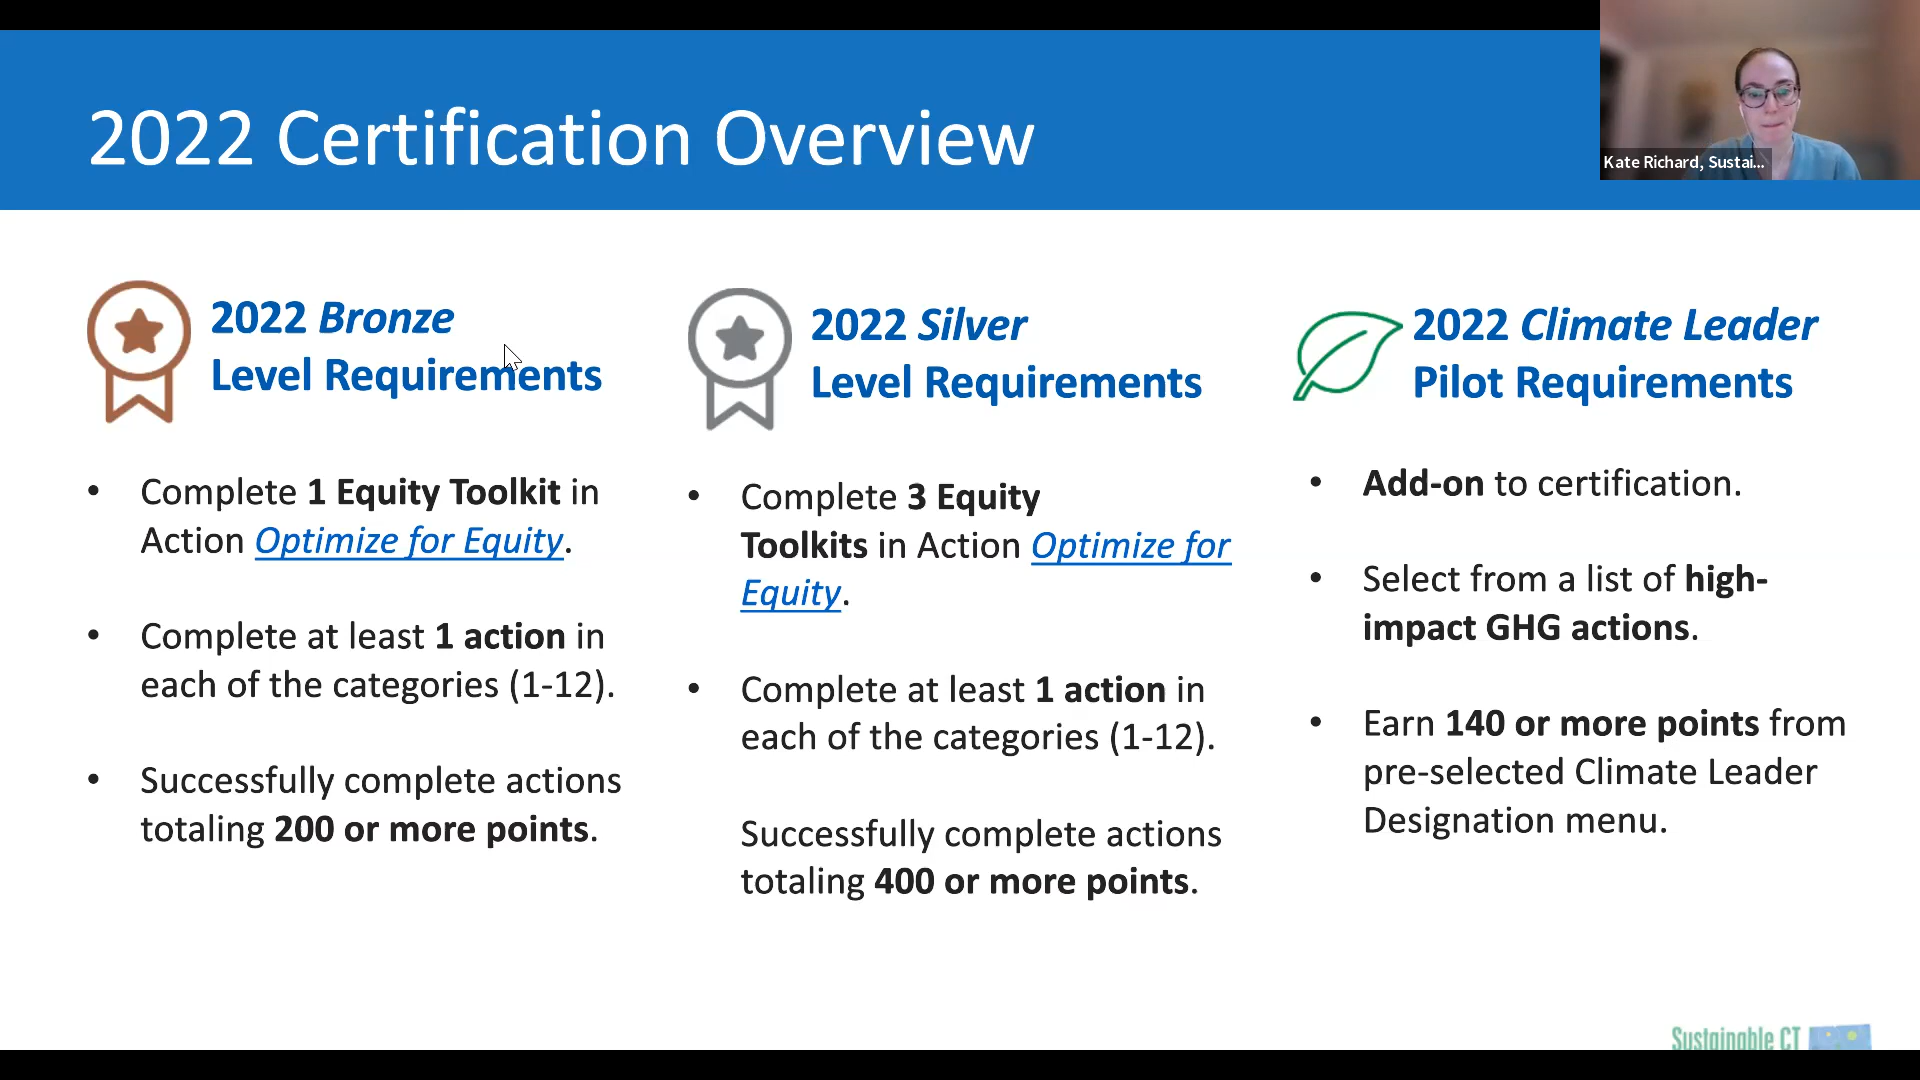 2022 Certification Overview
Kate Richard, Sustai...
2022 Bronze
Level Requirements
• Complete 1 Equity Toolkit in
Action Optimize for Equity.
• Complete at least 1 action in
each of the categories (1-12).
• Successfully complete actions
totaling 200 or more points.
2022 Silver
Level Requirements
• Complete 3 Equity
Toolkits in Action Optimize for
Equity.
• Complete at least 1 action in
each of the categories (1-12).
Successfully complete actions
totaling 400 or more points.
2022 Climate Leader
Pilot Requirements
• Add-on to certification.
• Select from a list of high-
impact GHG actions.
• Earn 140 or more points from
pre-selected Climate Leader
Designation menu.
Sustainable CT